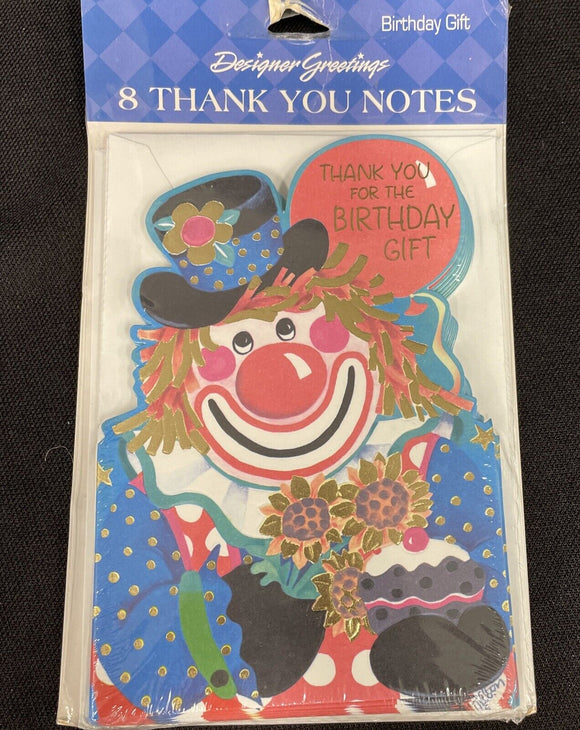 Birthday Gift
Designer Greetings
8 THANK YOU NOTES
THANK YOU
FOR THE
BIRTHDAY
GIFT